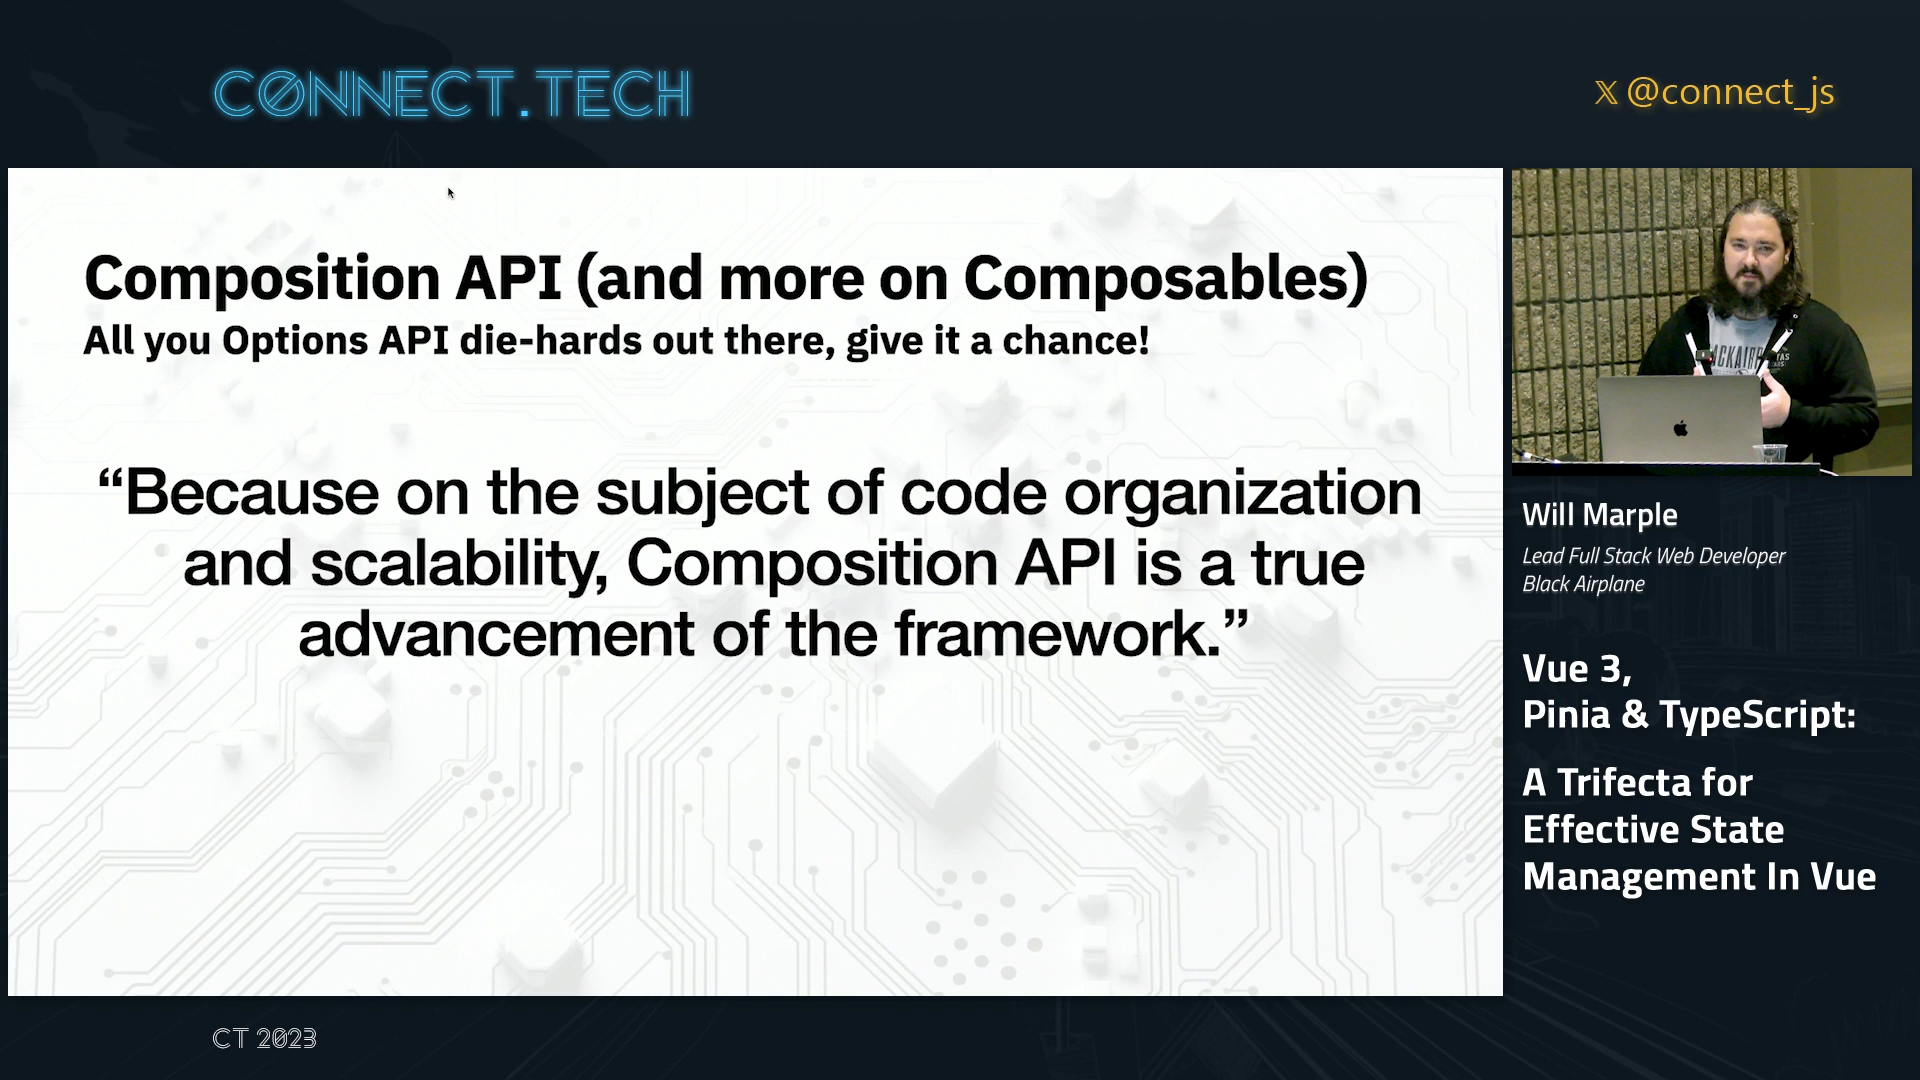 CONNECT.TECH
𝕏 @connect_js
Composition API (and more on Composables)
All you Options API die-hards out there, give it a chance!
“Because on the subject of code organization
and scalability, Composition API is a true
advancement of the framework.”
Will Marple
Lead Full Stack Web Developer
Black Airplane
Vue 3,
Pinia & TypeScript:
A Trifecta for
Effective State
Management In Vue
CT 2023